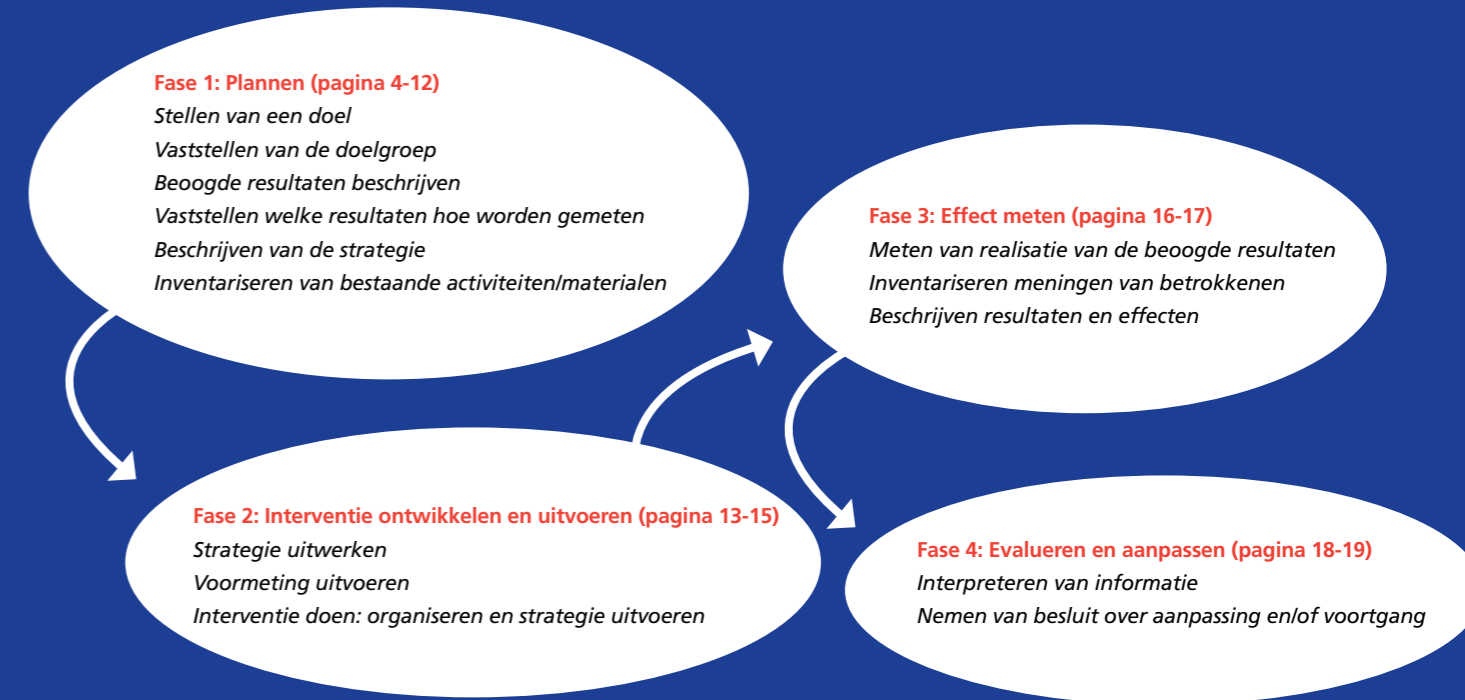 Fase 1: Plannen (pagina 4-12)
Stellen van een doel
Vaststellen van de doelgroep
Beoogde resultaten beschrijven
Vaststellen welke resultaten hoe worden gemeten
Beschrijven van de strategie
Inventariseren van bestaande activiteiten/materialen
Fase 2: Interventie ontwikkelen en uitvoeren (pagina 13-15)
Strategie uitwerken
Voormeting uitvoeren
Interventie doen: organiseren en strategie uitvoeren
Fase 3: Effect meten (pagina 16-17)
Meten van realisatie van de beoogde resultaten
Inventariseren meningen van betrokkenen
Beschrijven resultaten en effecten
Fase 4: Evalueren en aanpassen (pagina 18-19)
Interpreteren van informatie
Nemen van besluit over aanpassing en/of voortgang